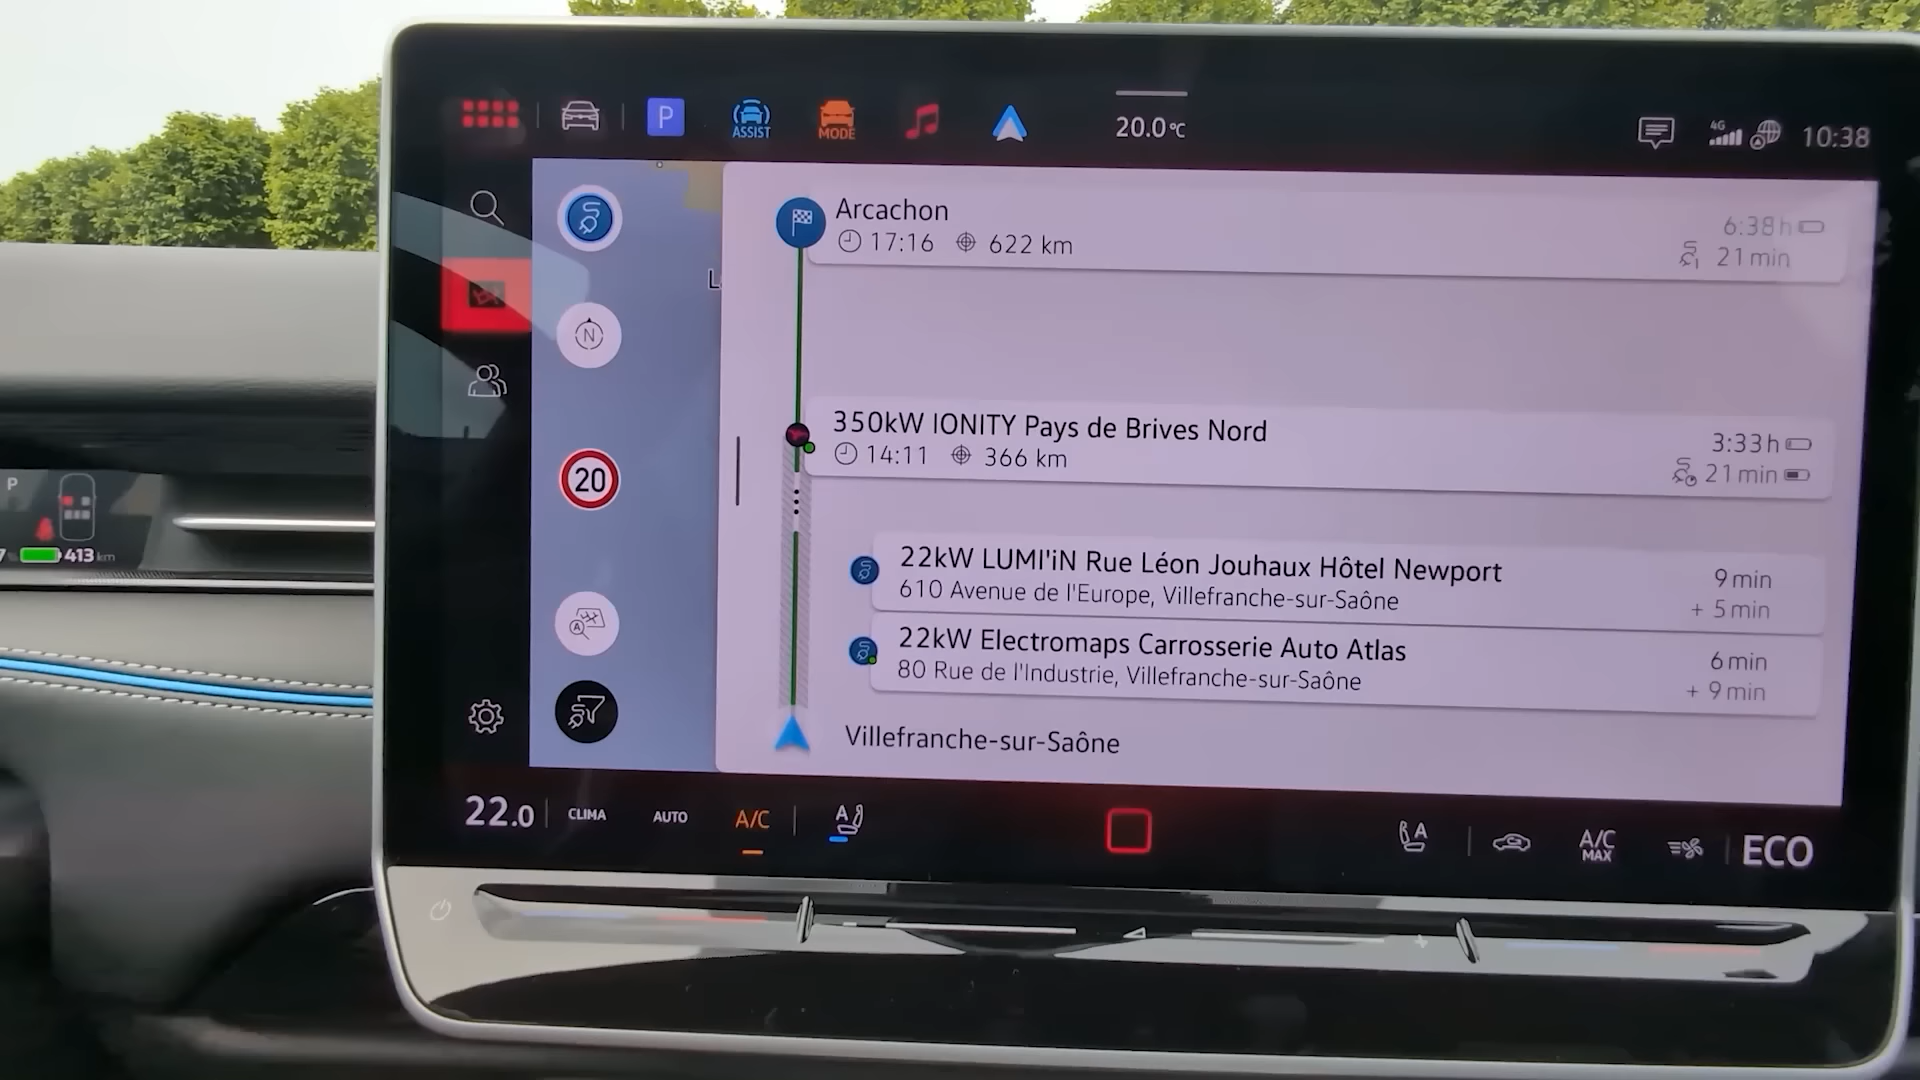 P
ASSIST
MODE
20.0°C
4G
10:38
Arcachon
17:16 622 km
6:38h
21 min
N
350kW IONITY Pays de Brives Nord
14:11 366 km
3:33h
21 min
20
P
413 km
22kW LUMI'iN Rue Léon Jouhaux Hôtel Newport
610 Avenue de l'Europe, Villefranche-sur-Saône
9 min
+ 5 min
22kW Electromaps Carrosserie Auto Atlas
80 Rue de l'Industrie, Villefranche-sur-Saône
6 min
+ 9 min
Villefranche-sur-Saône
22.0 CLIMA AUTO A/C A
A A/C MAX ECO